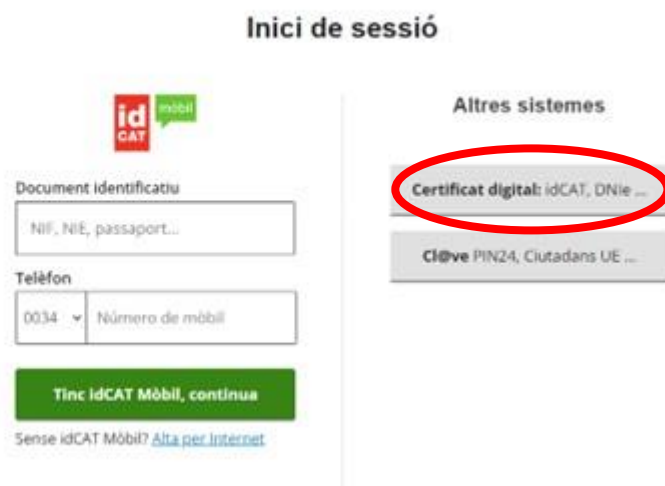 Inici de sessió
id
CAT
mòbil
Document identificatiu
NIF, NIE, passaport...
Telèfon
0034
Número de mòbil
Tinc idCAT Mòbil, continua
Sense idCAT Mòbil? Alta per Internet
Altres sistemes
Certificat digital: idCAT, DNIe ...
Cl@ve PIN24, Ciutadans UE ...